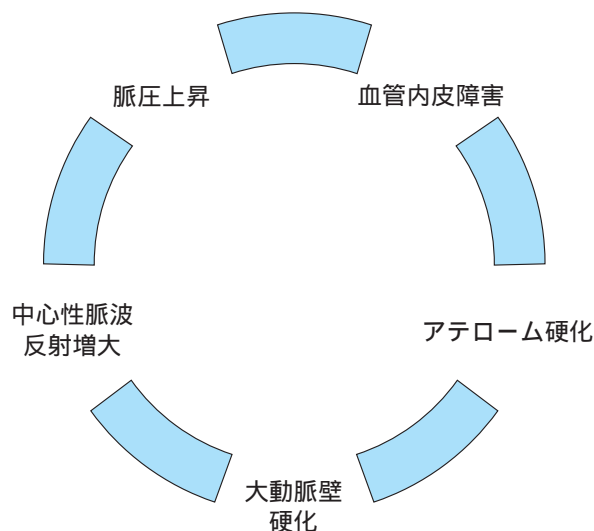 脈圧上昇
血管内皮障害
中心性脈波
反射増大
アテローム硬化
大動脈壁
硬化